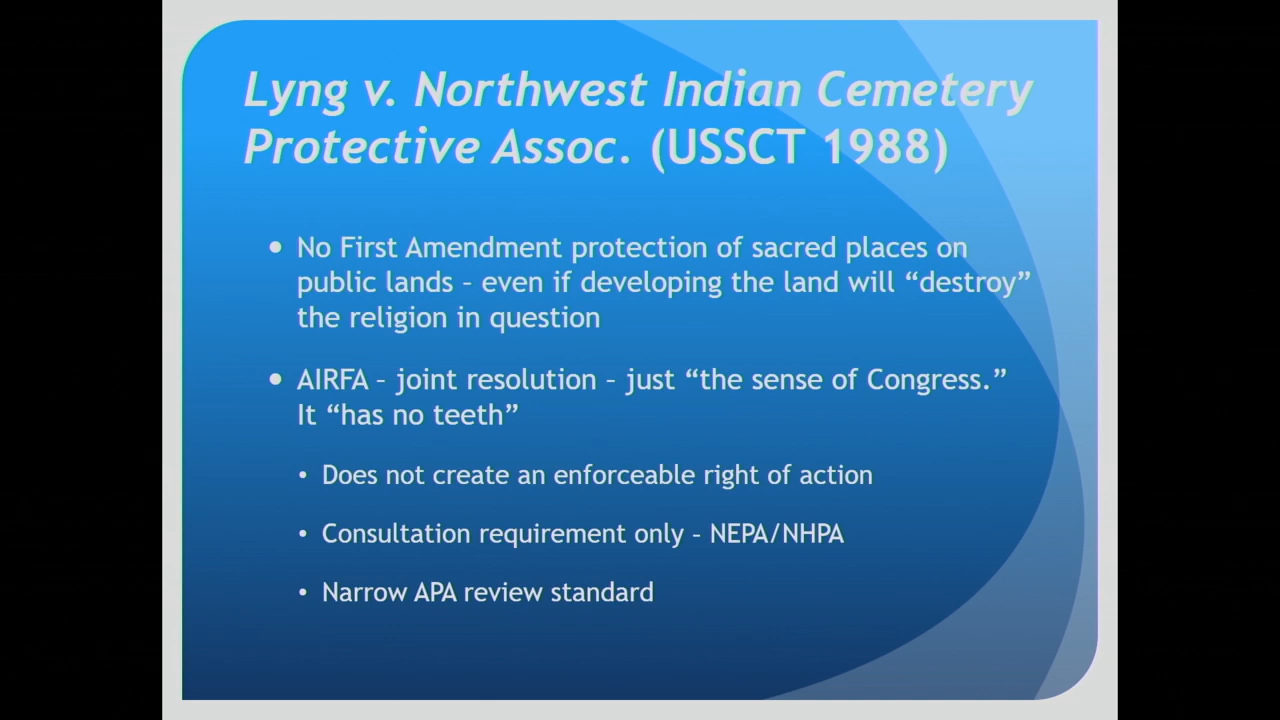 Lyng v. Northwest Indian Cemetery
Protective Assoc. (USSCT 1988)
• No First Amendment protection of sacred places on
public lands – even if developing the land will “destroy”
the religion in question
• AIRFA – joint resolution – just “the sense of Congress.”
It “has no teeth”
• Does not create an enforceable right of action
• Consultation requirement only – NEPA/NHPA
• Narrow APA review standard